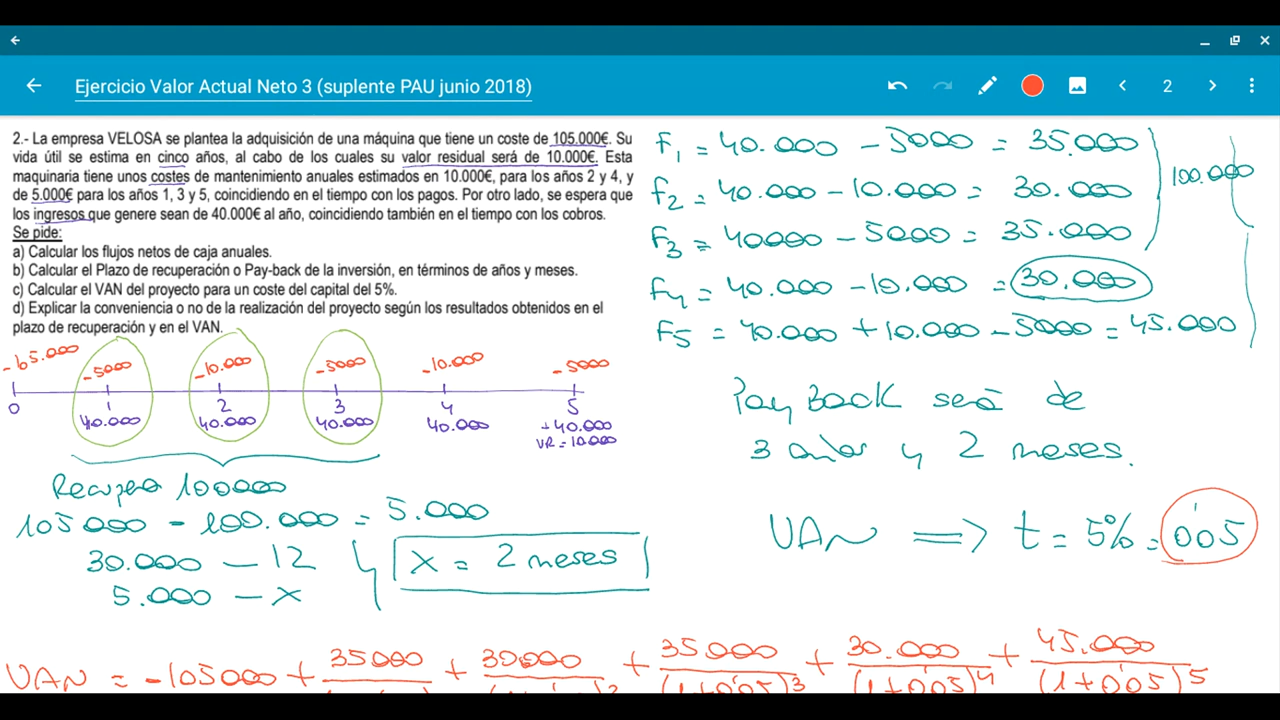 Ejercicio Valor Actual Neto 3 (suplente PAU junio 2018)
2
2.- La empresa VELOSA se plantea la adquisición de una máquina que tiene un coste de 105.000€. Su
vida útil se estima en cinco años, al cabo de los cuales su valor residual será de 10.000€. Esta
maquinaria tiene unos costes de mantenimiento anuales estimados en 10.000€, para los años 2 y 4, y
de 5.000€ para los años 1, 3 y 5, coincidiendo en el tiempo con los pagos. Por otro lado, se espera que
los ingresos que genere sean de 40.000€ al año, coincidiendo también en el tiempo con los cobros.
Se pide:
a) Calcular los flujos netos de caja anuales.
b) Calcular el Plazo de recuperación o Pay-back de la inversión, en términos de años y meses.
c) Calcular el VAN del proyecto para un coste del capital del 5%.
d) Explicar la conveniencia o no de la realización del proyecto según los resultados obtenidos en el
plazo de recuperación y en el VAN.
-105.000 -5000 -10.000 -5000 -10.000 -5000
0 1 2 3 4 5
40.000 40.000 40.000 40.000 +40.000
VR = 10.000
Recupero 100000
105000 - 100.000 = 5.000
30.000 — 12
5.000 — x
x = 2 meses
F1 = 40.000 - 5000 = 35.000
F2 = 40.000 - 10.000 = 30.000
F3 = 40000 - 5000 = 35.000
F4 = 40.000 - 10.000 = 30.000
F5 = 40.000 + 10.000 - 5000 = 45.000
100.000
Pay Back será de
3 años y 2 meses.
VAN => t = 5% = 0'05
VAN = -105000 + 35000 + 30.000 + 35000 + 30.000 + 45.000
(1+0'05)3 (1+0'05)4 (1+0'05)5